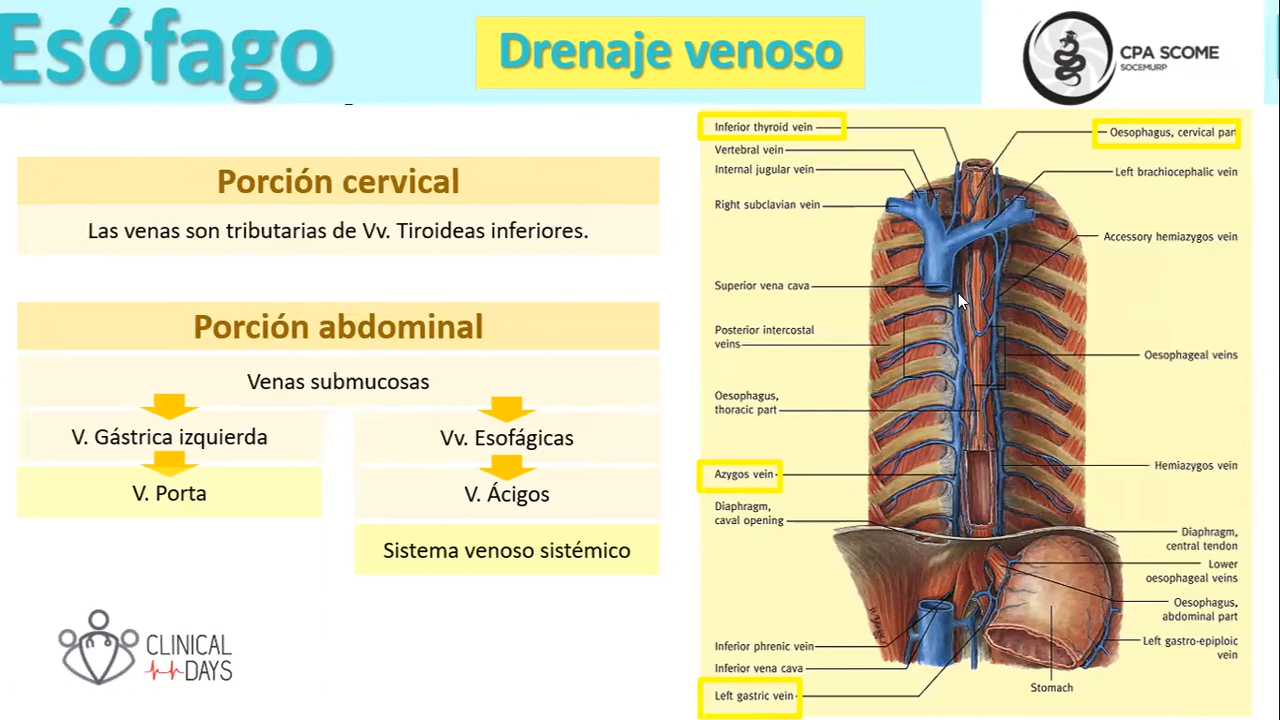 Esófago
Drenaje venoso
CPA SCOME
SOCEMURP
Porción cervical
Las venas son tributarias de Vv. Tiroideas inferiores.
Porción abdominal
Venas submucosas
V. Gástrica izquierda
Vv. Esofágicas
V. Porta
V. Ácigos
Sistema venoso sistémico
CLINICAL
DAYS
Inferior thyroid vein
Vertebral vein
Internal jugular vein
Right subclavian vein
Superior vena cava
Posterior intercostal
veins
Oesophagus,
thoracic part
Azygos vein
Diaphragm,
caval opening
Inferior phrenic vein
Inferior vena cava
Left gastric vein
Oesophagus, cervical part
Left brachiocephalic vein
Accessory hemiazygos vein
Oesophageal veins
Hemiazygos vein
Diaphragm,
central tendon
Lower
oesophageal veins
Oesophagus,
abdominal part
Left gastro-epiploic
vein
Stomach